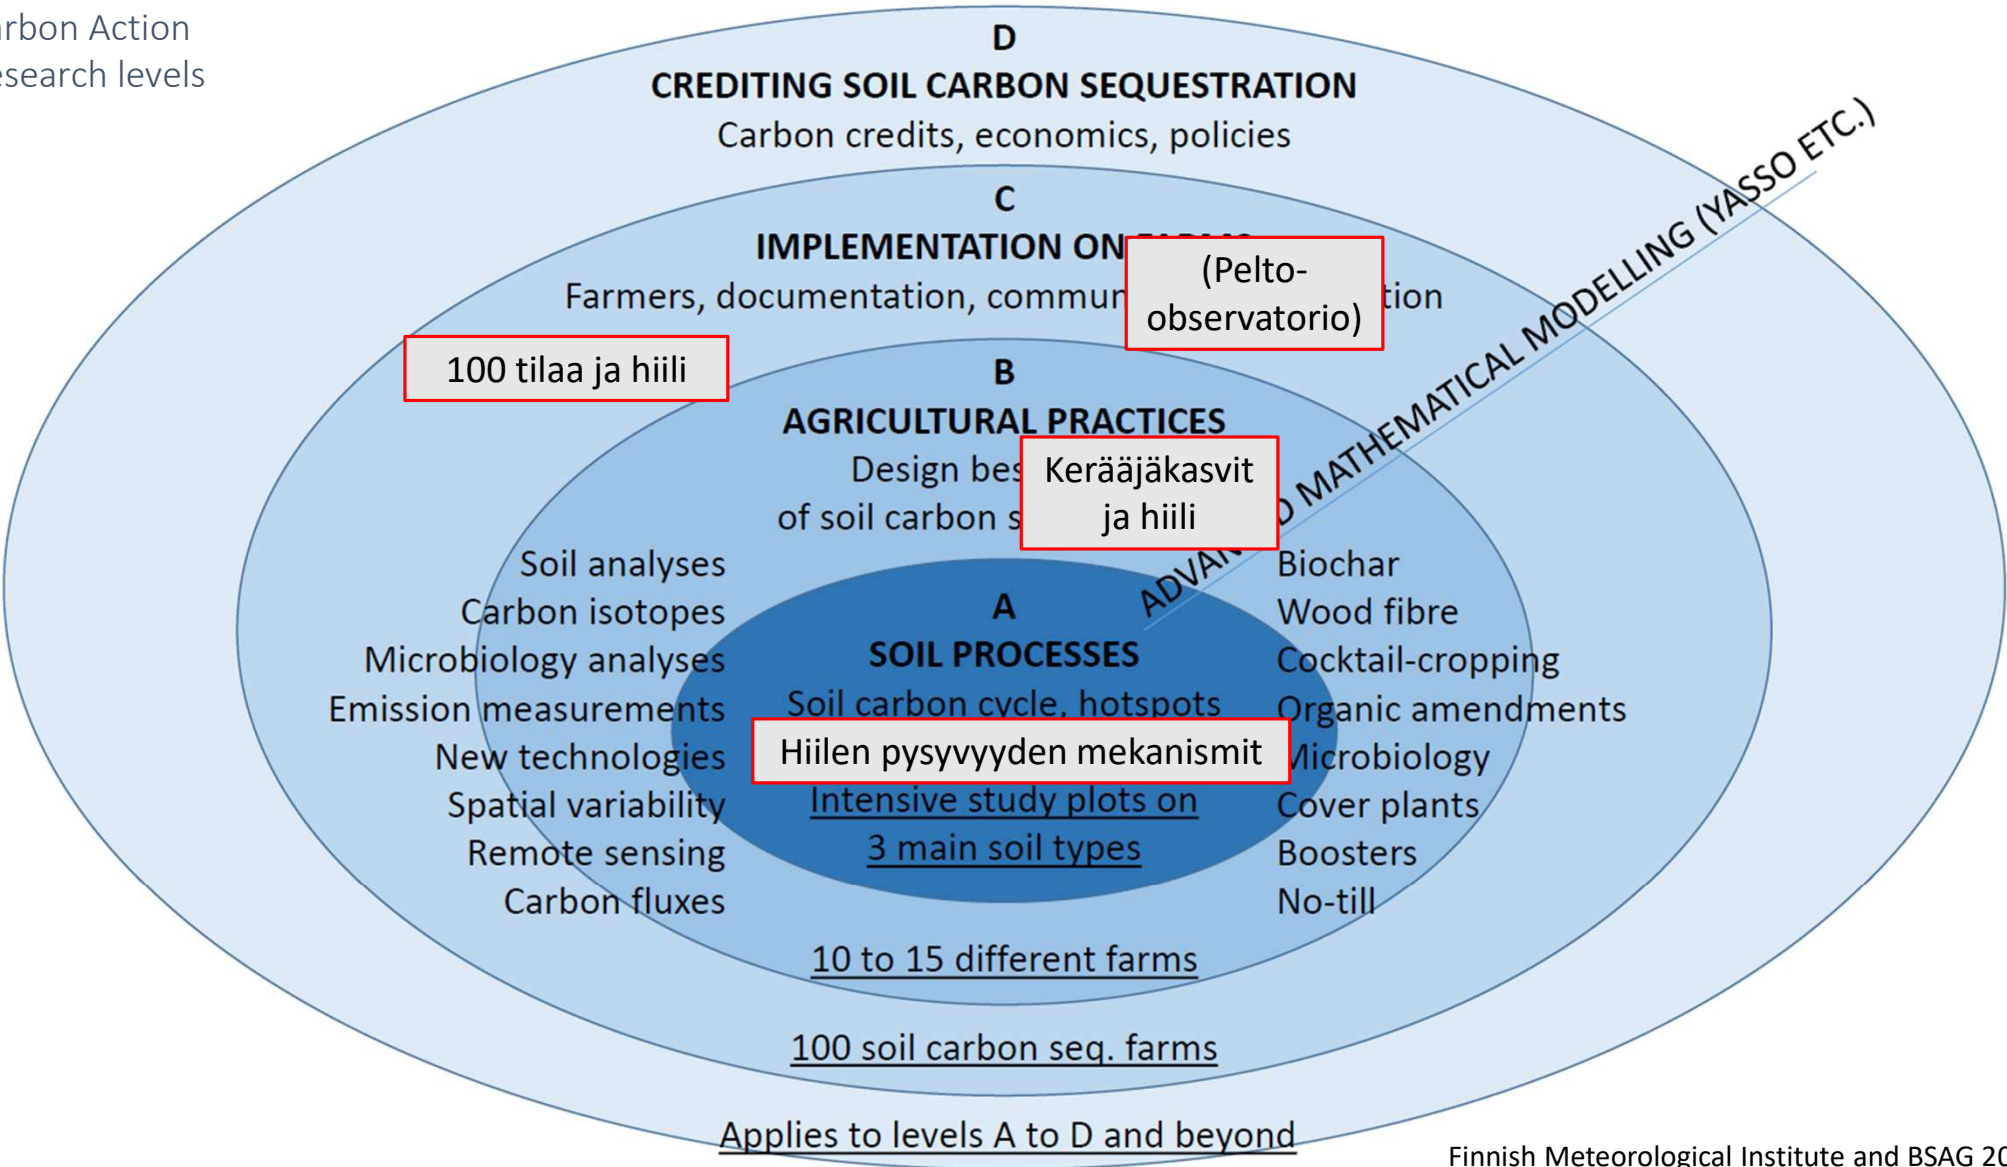 arbon Action
esearch levels
D
CREDITING SOIL CARBON SEQUESTRATION
Carbon credits, economics, policies
C
IMPLEMENTATION ON
Farmers, documentation, commun tion
(Pelto-
observatorio)
100 tilaa ja hiili
B
AGRICULTURAL PRACTICES
Design bes
of soil carbon s
Kerääjäkasvit
ja hiili
ADVAN D MATHEMATICAL MODELLING (YASSO ETC.)
Soil analyses
Carbon isotopes
Microbiology analyses
Emission measurements
New technologies
Spatial variability
Remote sensing
Carbon fluxes
A
SOIL PROCESSES
Soil carbon cycle, hotspots
Hiilen pysyvyyden mekanismit
Intensive study plots on
3 main soil types
Biochar
Wood fibre
Cocktail-cropping
Organic amendments
Microbiology
Cover plants
Boosters
No-till
10 to 15 different farms
100 soil carbon seq. farms
Applies to levels A to D and beyond
Finnish Meteorological Institute and BSAG 20